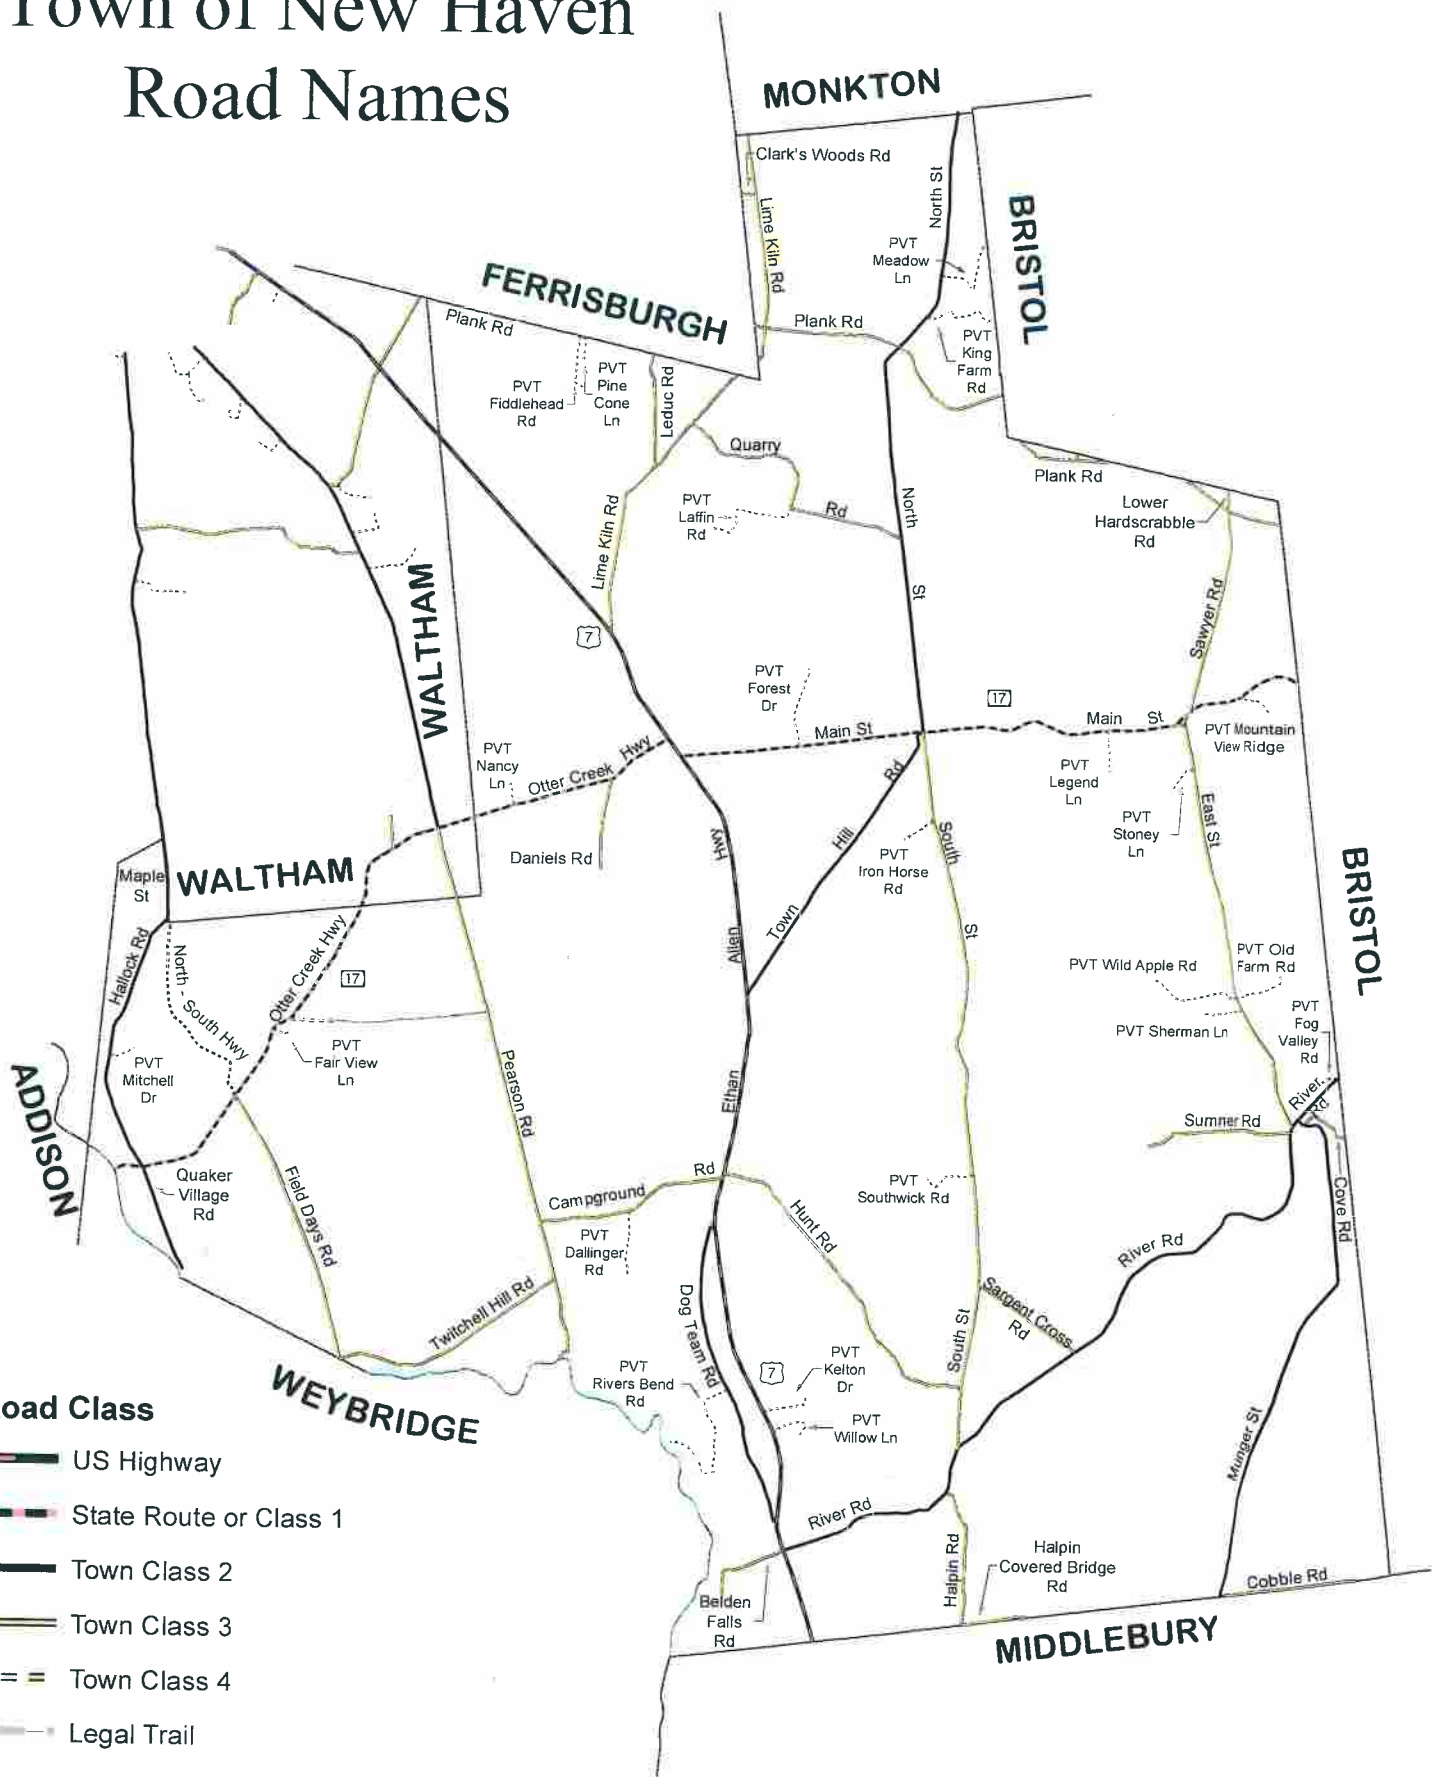 Town of New Haven
Road Names
MONKTON
Clark's Woods Rd
North St
Lime Kiln Rd
BRISTOL
PVT
Meadow
Ln
FERRISBURGH
Plank Rd
Plank Rd
PVT
King
Farm
Rd
PVT
Fiddlehead
Rd
PVT
Pine
Cone
Ln
Leduc Rd
Quarry
Rd
Plank Rd
Lower
Hardscrabble
Rd
PVT
Laffin
Rd
North
St
Lime Kiln Rd
Sawyer Rd
WALTHAM
7
PVT
Forest
Dr
17
Main St
Main St
PVT Mountain
View Ridge
PVT
Nancy
Ln
Otter Creek Hwy
Rd
Hill
Town
PVT
Legend
Ln
PVT
Stoney
Ln
East St
Hwy
Allen
Ethan
Daniels Rd
PVT
Iron Horse
Rd
South
St
Maple
St
WALTHAM
BRISTOL
Hallock Rd
North - South Hwy
Otter Creek Hwy
17
PVT Wild Apple Rd
PVT Old
Farm Rd
PVT Sherman Ln
PVT
Fog
Valley
Rd
PVT
Mitchell
Dr
PVT
Fair View
Ln
Pearson Rd
ADDISON
River
Rd
Sumner Rd
Quaker
Village
Rd
Field Days Rd
Campground
Rd
PVT
Southwick Rd
Cove Rd
PVT
Dallinger
Rd
Hunt Rd
River Rd
Twitchell Hill Rd
Dog Team Rd
Sargent Cross
Rd
South St
PVT
Rivers Bend
Rd
7
PVT
Kelton
Dr
PVT
Willow Ln
WEYBRIDGE
Munger St
River Rd
Halpin Rd
Halpin
Covered Bridge
Rd
Cobble Rd
Belden
Falls
Rd
MIDDLEBURY
oad Class
US Highway
State Route or Class 1
Town Class 2
Town Class 3
Town Class 4
Legal Trail